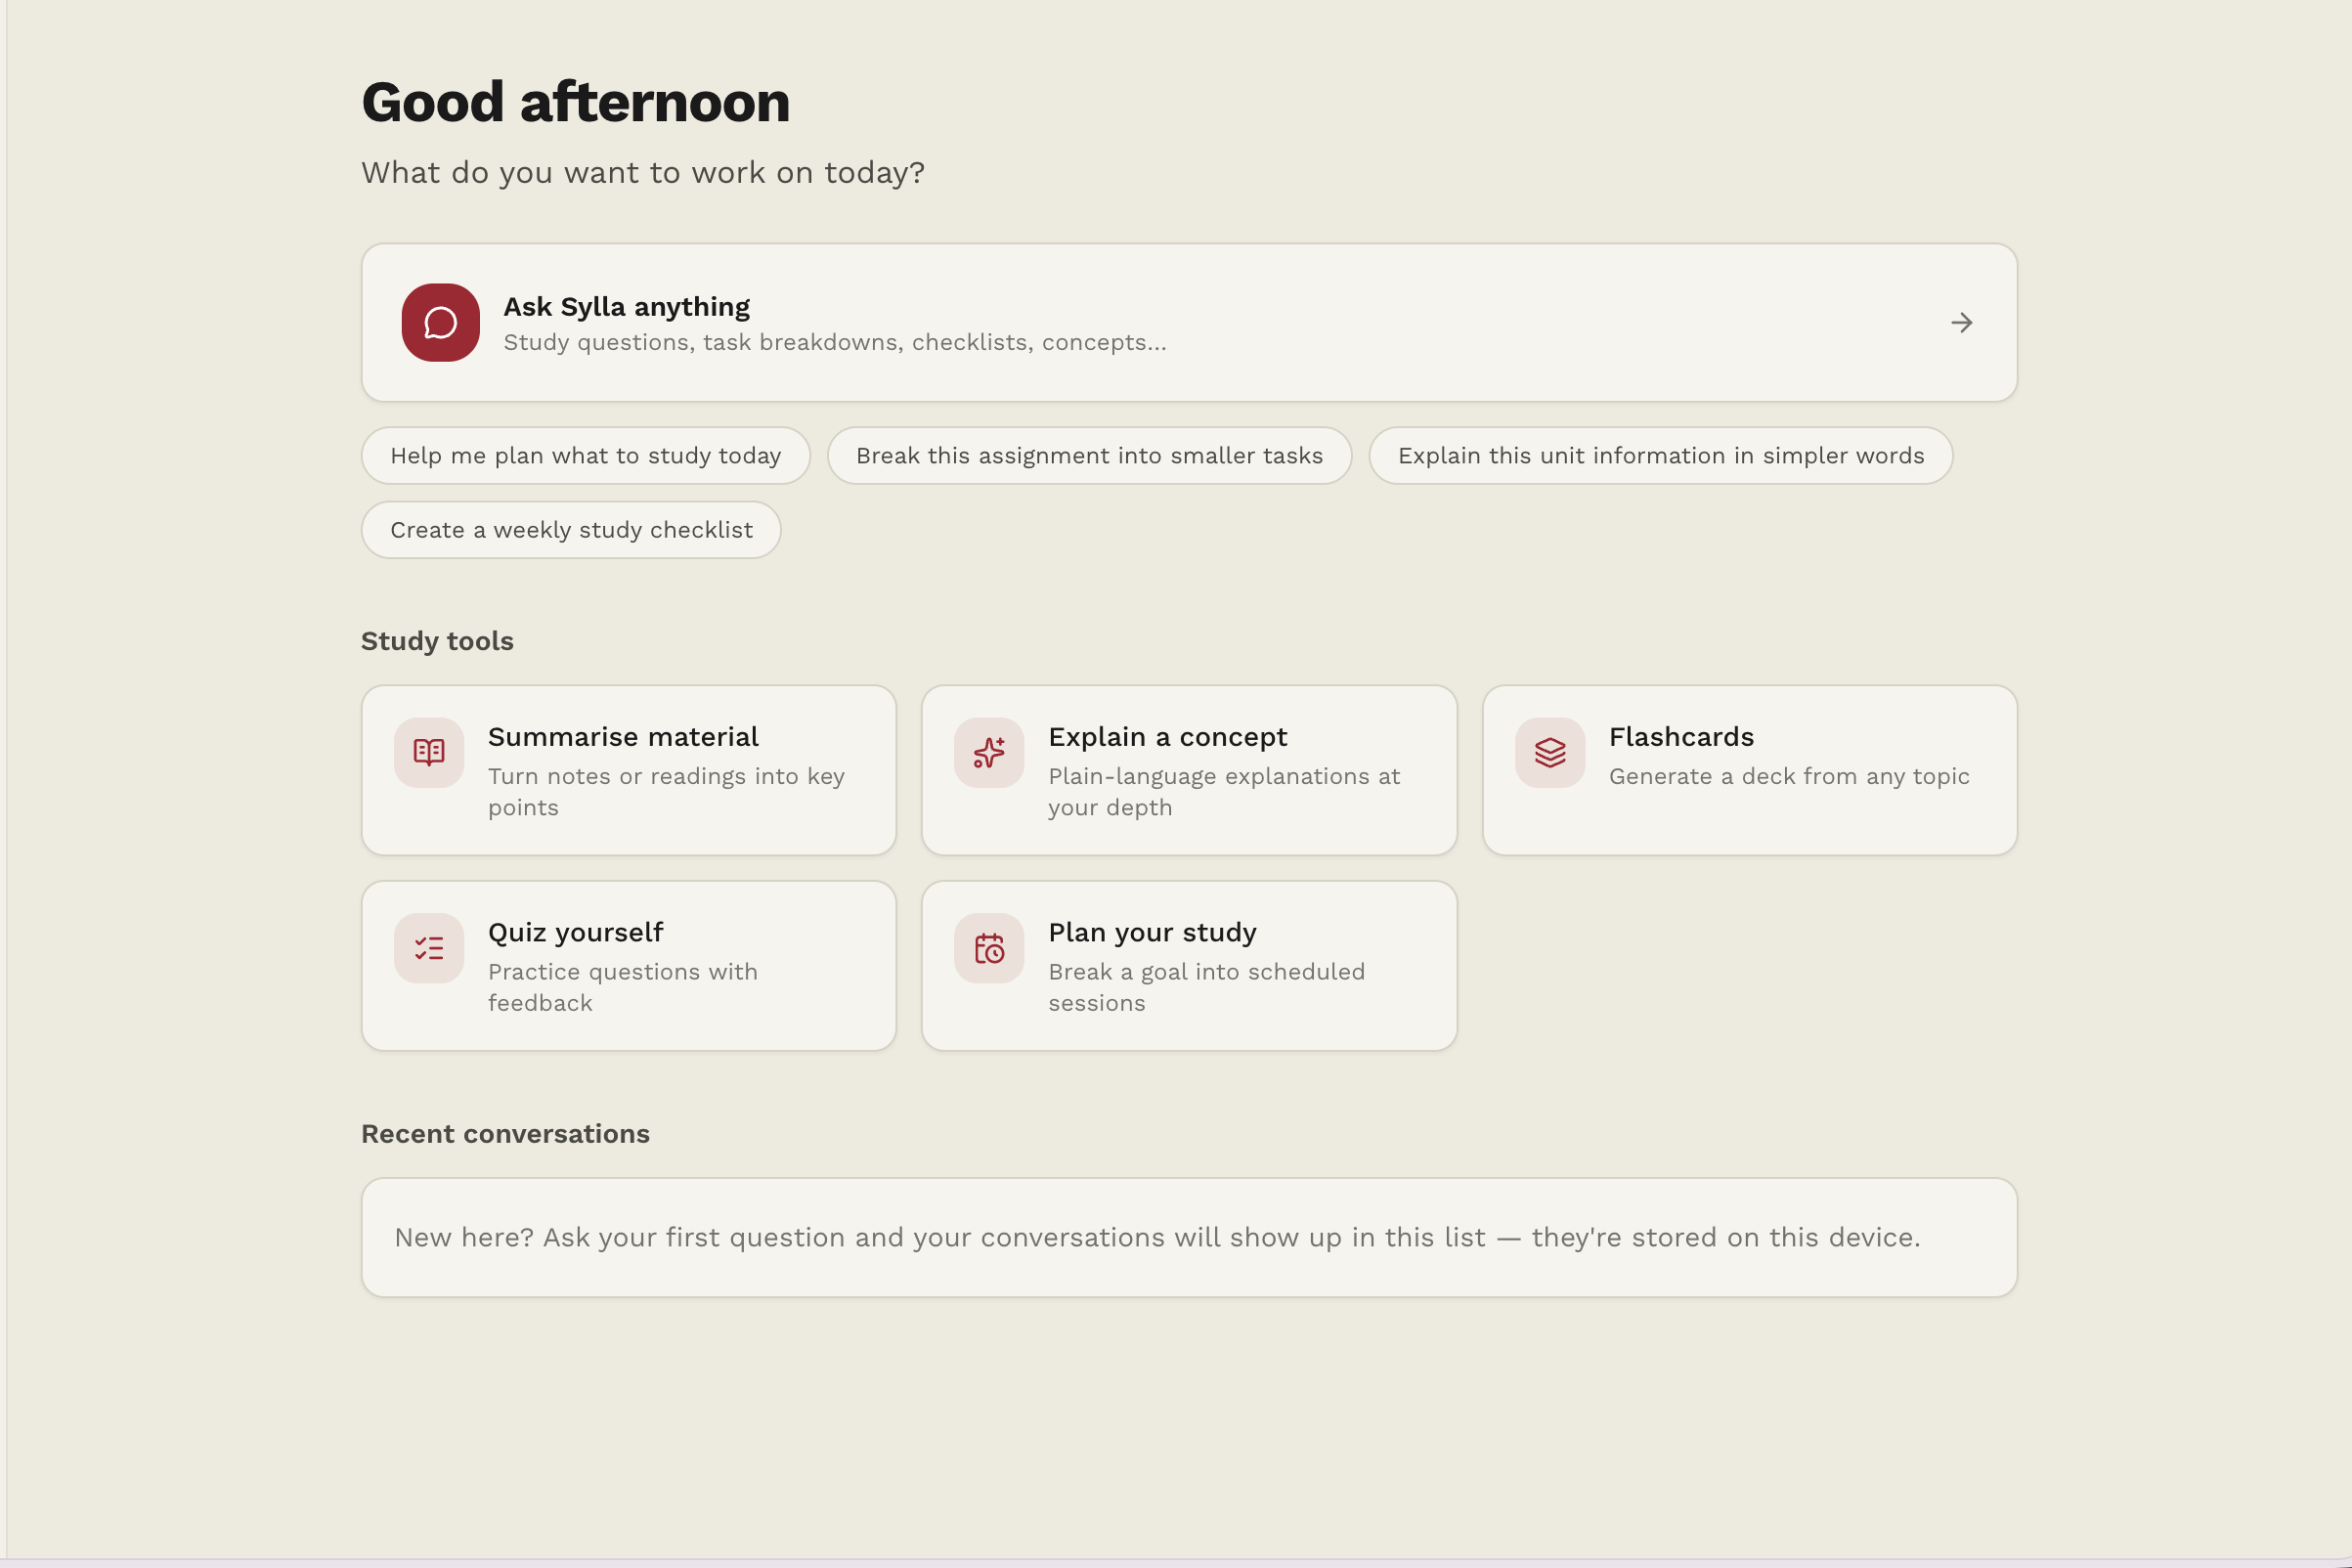 Good afternoon
What do you want to work on today?
Ask Sylla anything
Study questions, task breakdowns, checklists, concepts...
Help me plan what to study today
Break this assignment into smaller tasks
Explain this unit information in simpler words
Create a weekly study checklist
Study tools
Summarise material
Turn notes or readings into key
points
Explain a concept
Plain-language explanations at
your depth
Flashcards
Generate a deck from any topic
Quiz yourself
Practice questions with
feedback
Plan your study
Break a goal into scheduled
sessions
Recent conversations
New here? Ask your first question and your conversations will show up in this list — they're stored on this device.